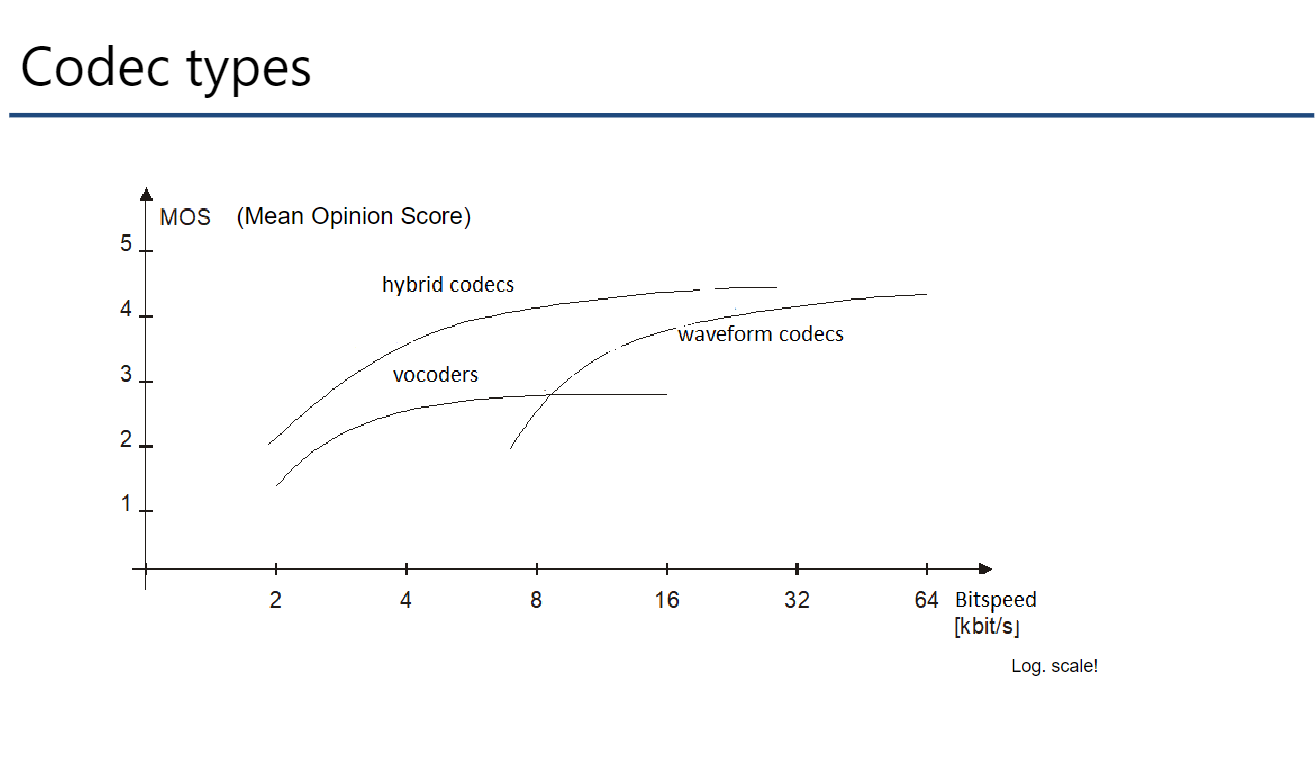 Codec types
MOS (Mean Opinion Score)
5
hybrid codecs
4
waveform codecs
3
vocoders
2
1
2 4 8 16 32 64 Bitspeed
[kbit/s]
Log. scale!